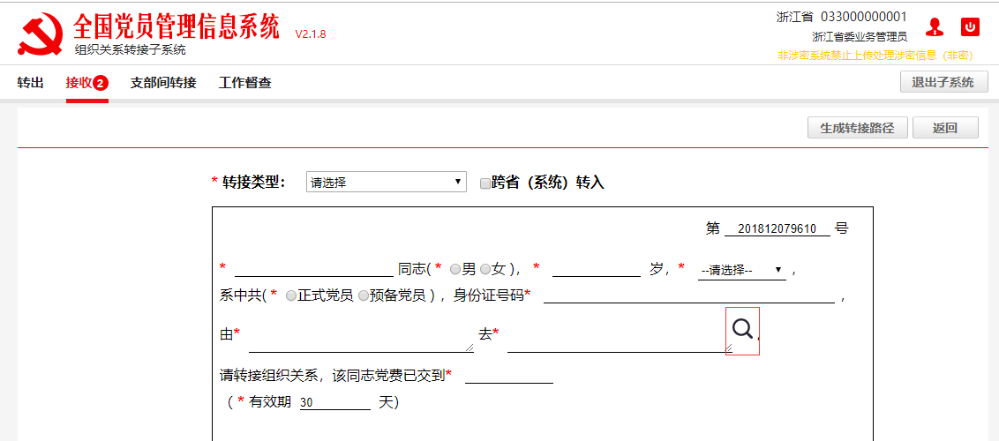 全国党员管理信息系统 V2.1.8
组织关系转接子系统
浙江省 033000000001
浙江省委业务管理员
非涉密系统禁止上传处理涉密信息（非密）
转出 接收 2 支部间转接 工作督查 退出子系统
生成转接路径 返回
* 转接类型： 请选择 跨省（系统）转入
第 201812079610 号
* 同志( * 男 女 )， * 岁， * --请选择-- ，
系中共( * 正式党员 预备党员 ) ，身份证号码* ，
由* 去* ，
请转接组织关系，该同志党费已交到*
（ * 有效期 30 天）